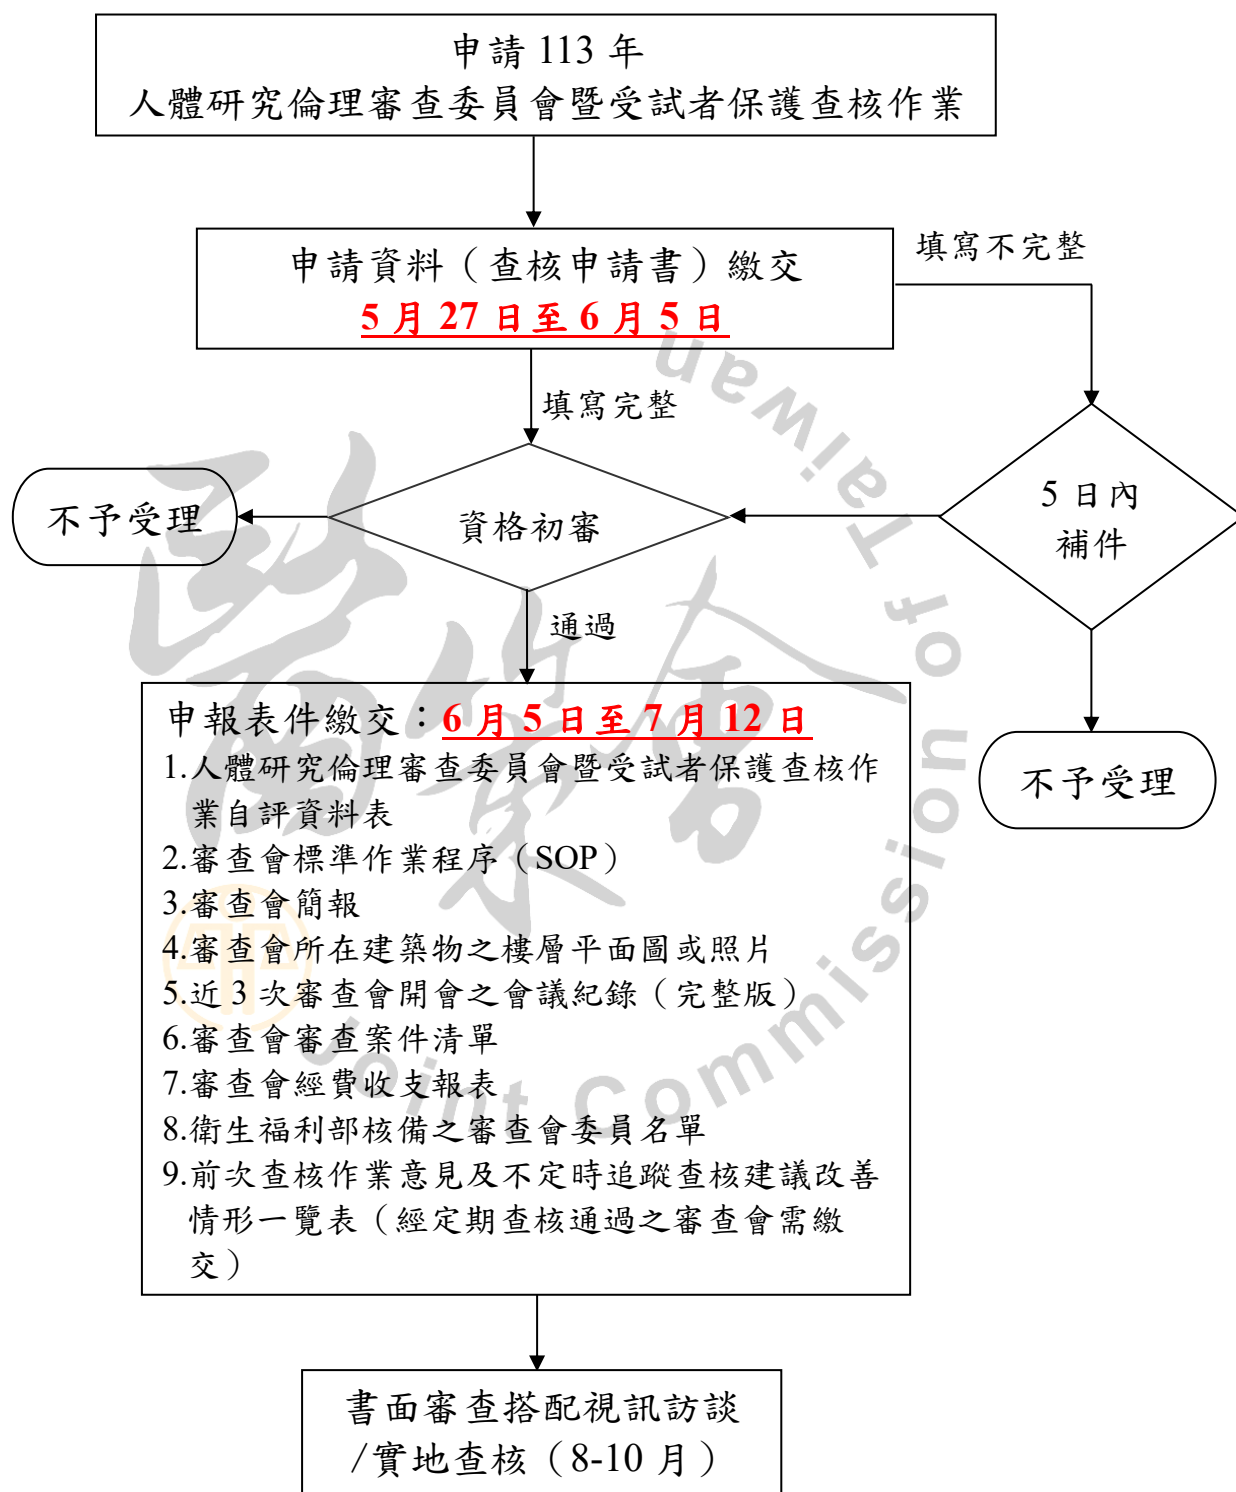 申請 113 年
人體研究倫理審查委員會暨受試者保護查核作業
申請資料（查核申請書）繳交
5 月 27 日至 6 月 5 日
填寫不完整
填寫完整
5 日內
補件
資格初審
不予受理
通過
不予受理
申報表件繳交：6 月 5 日至 7 月 12 日
1.人體研究倫理審查委員會暨受試者保護查核作
業自評資料表
2.審查會標準作業程序（SOP）
3.審查會簡報
4.審查會所在建築物之樓層平面圖或照片
5.近 3 次審查會開會之會議紀錄（完整版）
6.審查會審查案件清單
7.審查會經費收支報表
8.衛生福利部核備之審查會委員名單
9.前次查核作業意見及不定時追蹤查核建議改善
情形一覽表（經定期查核通過之審查會需繳
交）
書面審查搭配視訊訪談
/實地查核（8-10 月）
醫策會
Joint Commission of Taiwan